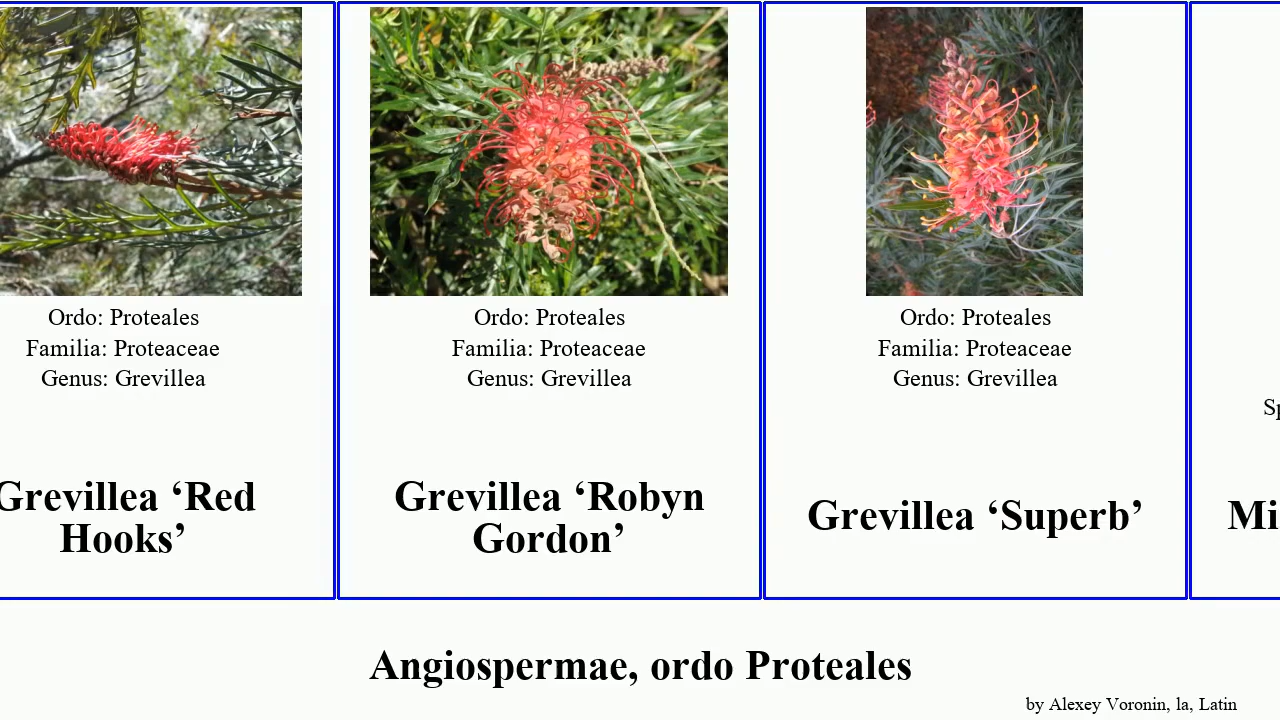 Ordo: Proteales
Familia: Proteaceae
Genus: Grevillea
Grevillea ‘Red
Hooks’
Ordo: Proteales
Familia: Proteaceae
Genus: Grevillea
Grevillea ‘Robyn
Gordon’
Ordo: Proteales
Familia: Proteaceae
Genus: Grevillea
Grevillea ‘Superb’
Angiospermae, ordo Proteales
by Alexey Voronin, la, Latin